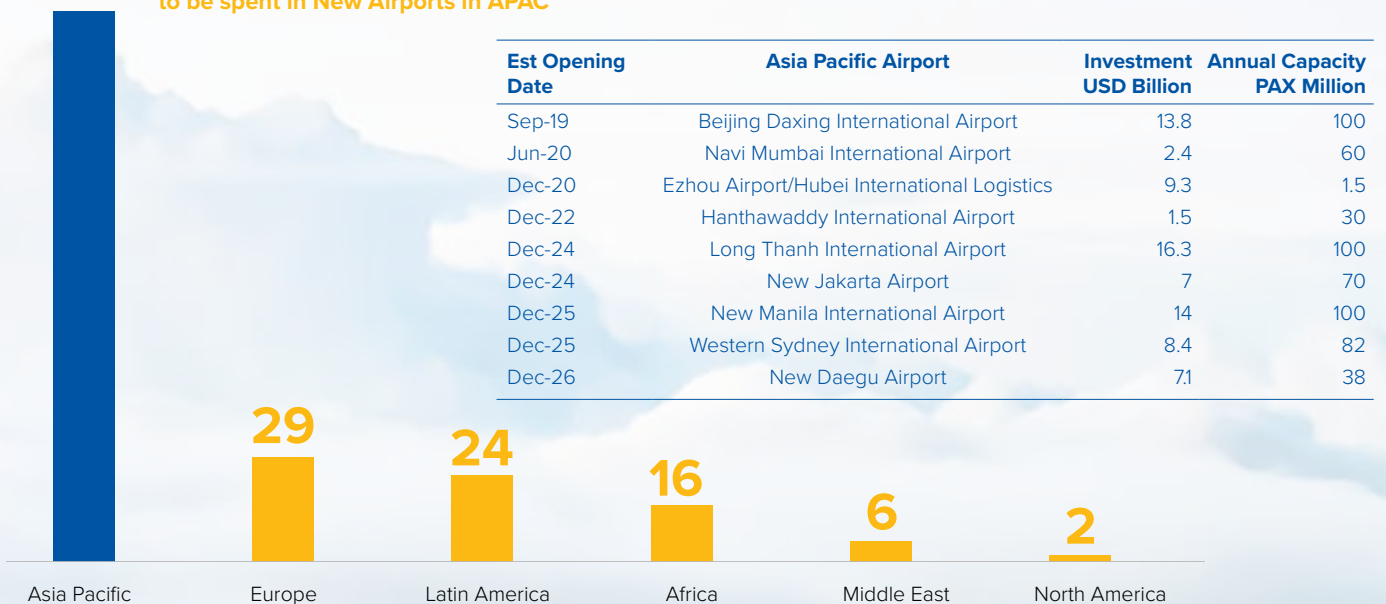 to be spent in New Airports in APAC
Est Opening Date Asia Pacific Airport Investment USD Billion Annual Capacity PAX Million
Sep-19 Beijing Daxing International Airport 13.8 100
Jun-20 Navi Mumbai International Airport 2.4 60
Dec-20 Ezhou Airport/Hubei International Logistics 9.3 1.5
Dec-22 Hanthawaddy International Airport 1.5 30
Dec-24 Long Thanh International Airport 16.3 100
Dec-24 New Jakarta Airport 7 70
Dec-25 New Manila International Airport 14 100
Dec-25 Western Sydney International Airport 8.4 82
Dec-26 New Daegu Airport 7.1 38
29 24 16 6 2
Asia Pacific Europe Latin America Africa Middle East North America